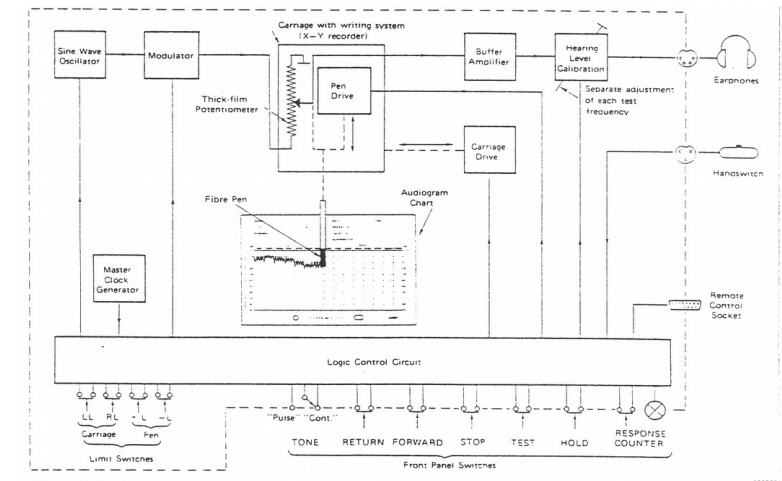 Carriage with writing system
(X-Y recorder)
Sine Wave
Oscillator
Modulator
Buffer
Amplifier
Hearing
Level
Calibration
Earphones
Pen
Drive
Separate adjustment
of each test
frequency
Thick-film
Potentiometer
Carriage
Drive
Handswitch
Fibre Pen
Audiogram
Chart
Master
Clock
Generator
Remote
Control
Socket
Logic Control Circuit
LL RL
Carriage Pen
Limit Switches
"Pulse" "Cont."
TONE RETURN FORWARD STOP TEST HOLD RESPONSE
COUNTER
Front Panel Switches